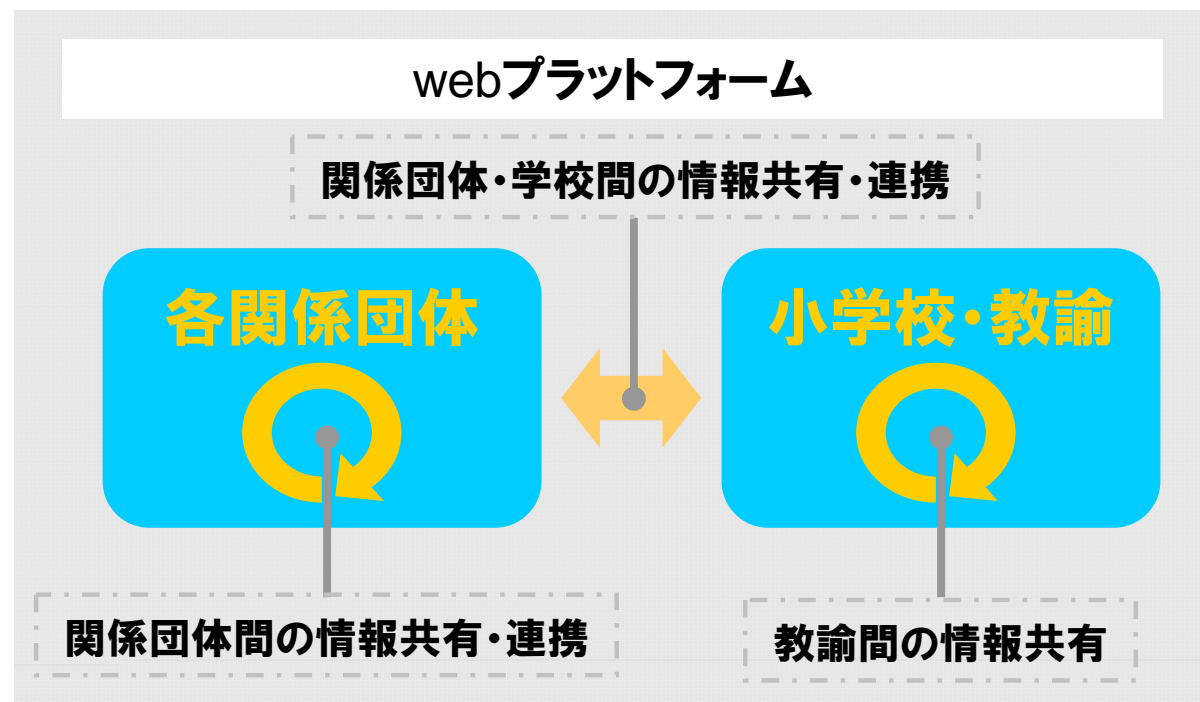 webプラットフォーム
関係団体・学校間の情報共有・連携
各関係団体
小学校・教諭
関係団体間の情報共有・連携
教諭間の情報共有